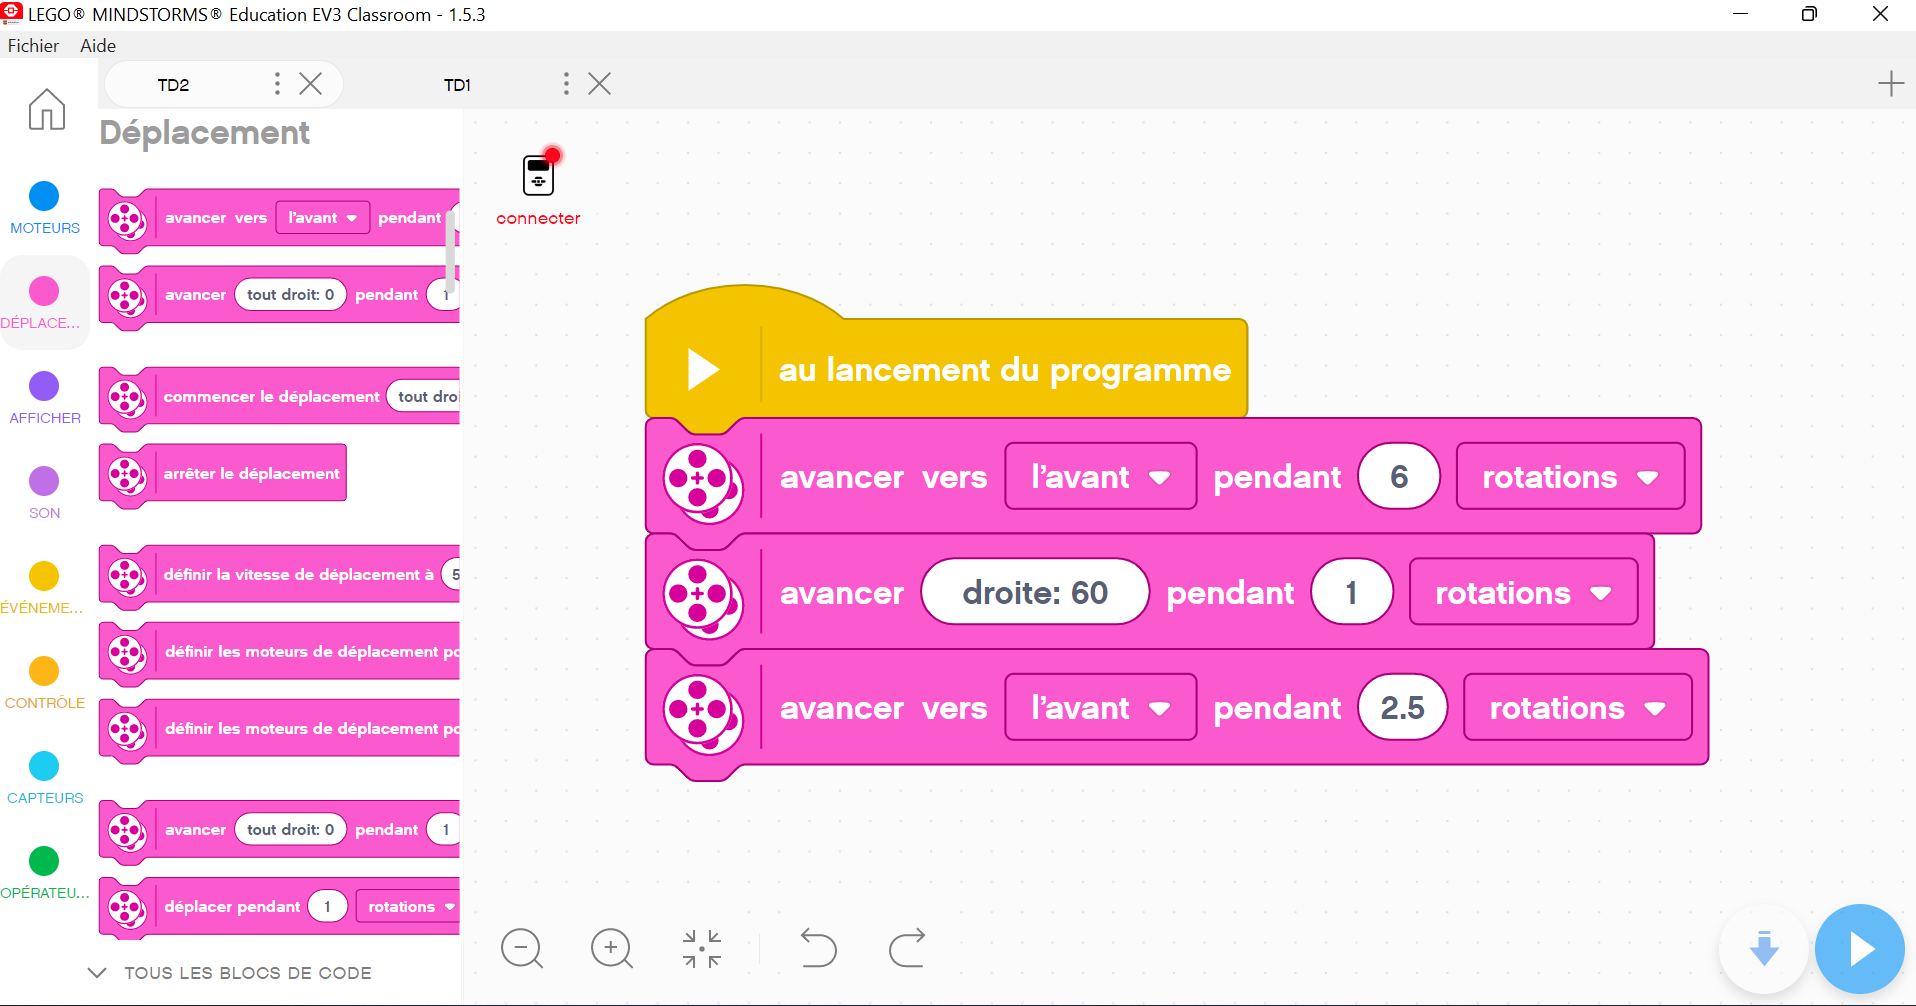 LEGO® MINDSTORMS® Education EV3 Classroom - 1.5.3
Fichier Aide
TD2 TD1
Déplacement
MOTEURS
DÉPLACE...
AFFICHER
SON
ÉVÉNEME...
CONTRÔLE
CAPTEURS
OPÉRATEU...
avancer vers l'avant pendant
avancer tout droit: 0 pendant 1
commencer le déplacement tout droi
arrêter le déplacement
définir la vitesse de déplacement à 5
définir les moteurs de déplacement po
définir les moteurs de déplacement po
avancer tout droit: 0 pendant 1
déplacer pendant 1 rotations
TOUS LES BLOCS DE CODE
connecter
au lancement du programme
avancer vers l'avant pendant 6 rotations
avancer droite: 60 pendant 1 rotations
avancer vers l'avant pendant 2.5 rotations